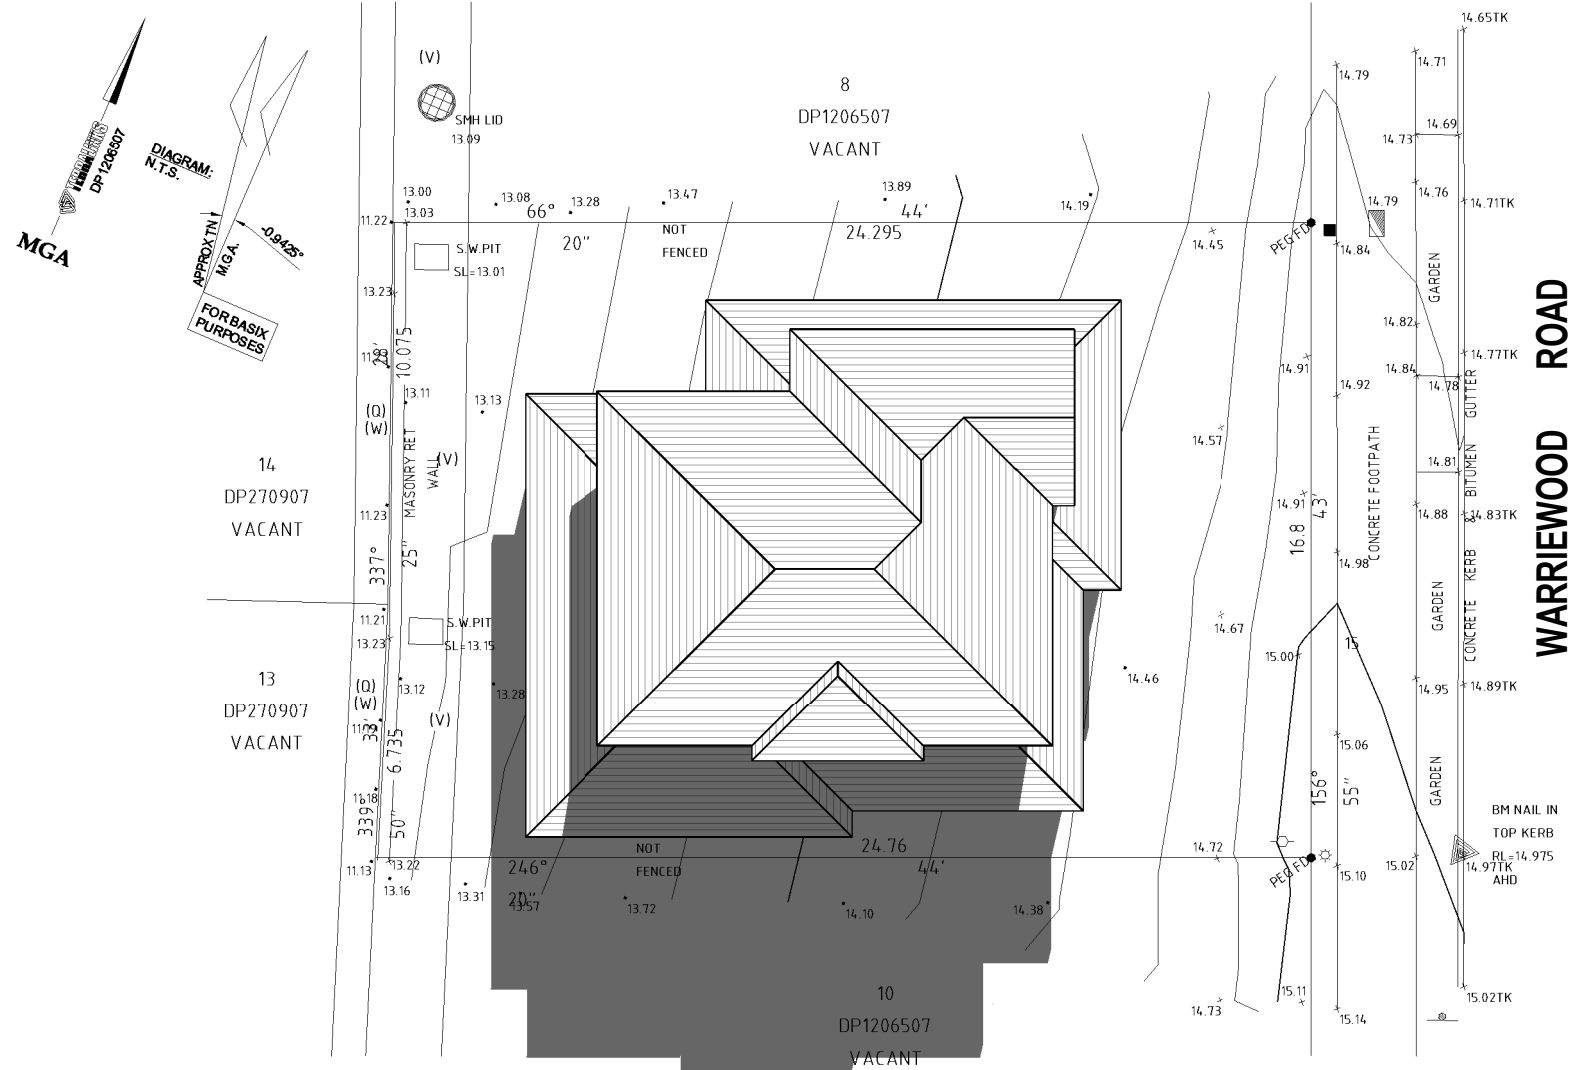 14.65TK
(V)
14.71
14.79
8
DP1206507
VACANT
SMH LID
13.09
14.69
14.73
DP1206507
DIAGRAM:
N.T.S.
MGA
APPROX TN
M.G.A.
-0.9425°
FOR BASIX
PURPOSES
13.00
13.08
13.28
13.47
13.89
14.19
14.79
14.76
14.71TK
11.22
13.03
66°
20"
44'
24.295
NOT
FENCED
S.W.PIT
SL=13.01
14.45
PEG FD
14.84
GARDEN
13.23
28'
10.075
14.82
14.91
14.77TK
14.84
14.78
14.92
13.11
13.13
(Q)
(W)
MASONRY RET
WALL
(V)
14.57
14.81
14
DP270907
VACANT
11.23
14.91
16.8
43'
CONCRETE FOOTPATH
14.88
14.83TK
CONCRETE KERB & BITUMEN GUTTER
WARRIEWOOD ROAD
337°
25"
14.98
11.21
13.23
S.W.PIT
SL=13.15
14.67
GARDEN
15
15.00
13
DP270907
VACANT
(Q)
(W)
13.12
13.28
14.46
14.95
14.89TK
(V)
33'
6.735
15.06
GARDEN
11.18
339°
50"
156°
55"
BM NAIL IN
TOP KERB
RL=14.975
AHD
NOT
FENCED
24.76
44'
246°
20"
14.72
PEG FD
15.02
14.97TK
15.10
11.13
13.22
13.16
13.31
13.57
13.72
14.10
14.38
10
DP1206507
VACANT
14.73
15.11
15.14
15.02TK